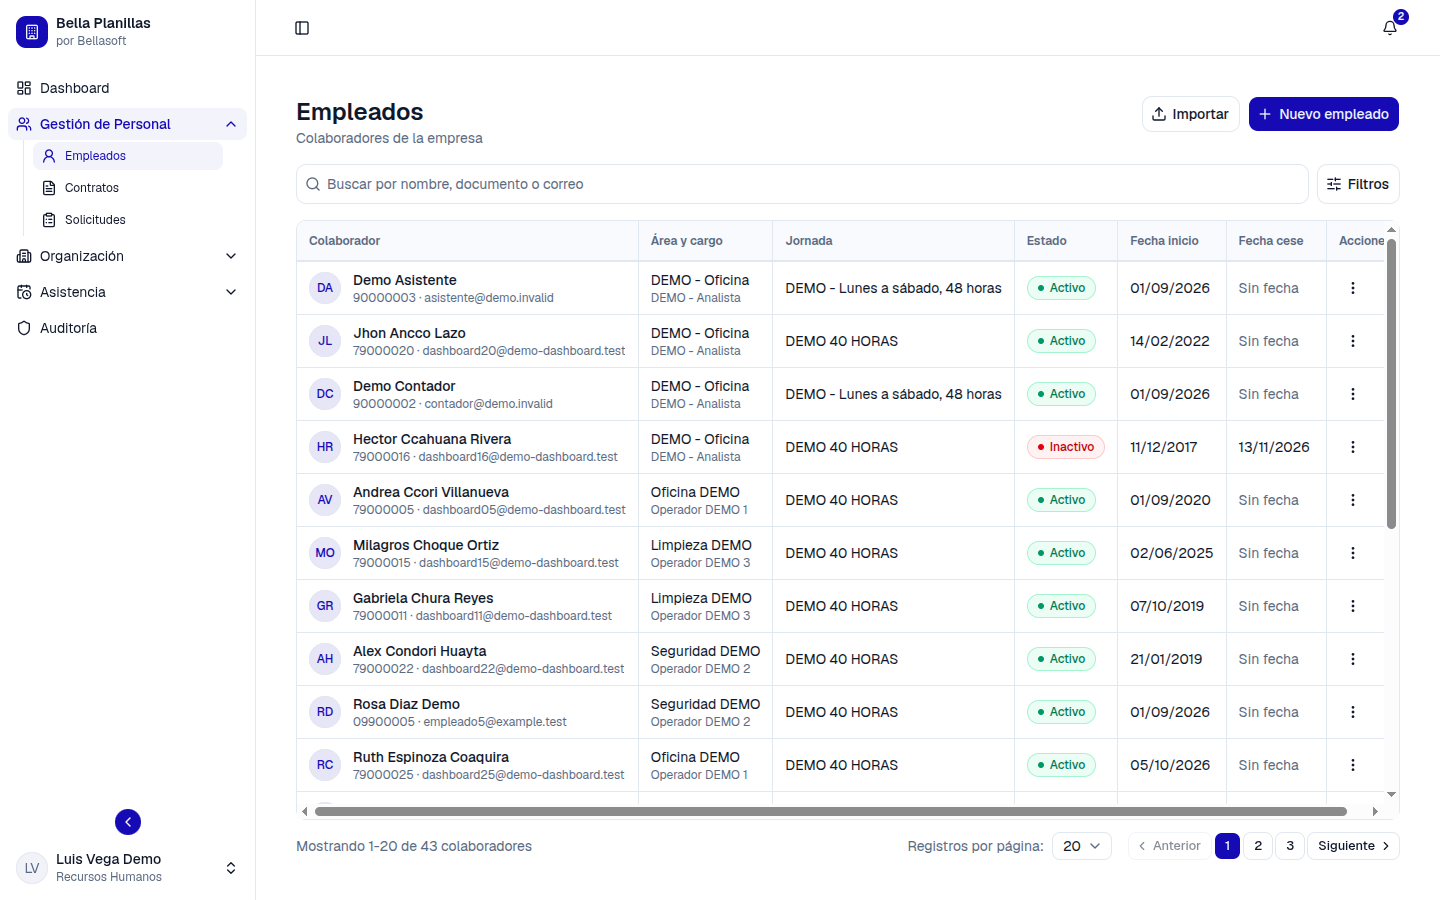 Bella Planillas
por Bellasoft
2
Dashboard
Gestión de Personal
Empleados
Contratos
Solicitudes
Organización
Asistencia
Auditoría
LV
Luis Vega Demo
Recursos Humanos
Empleados
Colaboradores de la empresa
Importar
Nuevo empleado
Buscar por nombre, documento o correo
Filtros
Colaborador Área y cargo Jornada Estado Fecha inicio Fecha cese Accione
DA Demo Asistente DEMO - Oficina DEMO - Lunes a sábado, 48 horas Activo 01/09/2026 Sin fecha
90000003 · asistente@demo.invalid DEMO - Analista
JL Jhon Ancco Lazo DEMO - Oficina DEMO 40 HORAS Activo 14/02/2022 Sin fecha
79000020 · dashboard20@demo-dashboard.test DEMO - Analista
DC Demo Contador DEMO - Oficina DEMO - Lunes a sábado, 48 horas Activo 01/09/2026 Sin fecha
90000002 · contador@demo.invalid DEMO - Analista
HR Hector Ccahuana Rivera DEMO - Oficina DEMO 40 HORAS Inactivo 11/12/2017 13/11/2026
79000016 · dashboard16@demo-dashboard.test DEMO - Analista
AV Andrea Ccori Villanueva Oficina DEMO DEMO 40 HORAS Activo 01/09/2020 Sin fecha
79000005 · dashboard05@demo-dashboard.test Operador DEMO 1
MO Milagros Choque Ortiz Limpieza DEMO DEMO 40 HORAS Activo 02/06/2025 Sin fecha
79000015 · dashboard15@demo-dashboard.test Operador DEMO 3
GR Gabriela Chura Reyes Limpieza DEMO DEMO 40 HORAS Activo 07/10/2019 Sin fecha
79000011 · dashboard11@demo-dashboard.test Operador DEMO 3
AH Alex Condori Huayta Seguridad DEMO DEMO 40 HORAS Activo 21/01/2019 Sin fecha
79000022 · dashboard22@demo-dashboard.test Operador DEMO 2
RD Rosa Diaz Demo Seguridad DEMO DEMO 40 HORAS Activo 01/09/2026 Sin fecha
09900005 · empleado5@example.test Operador DEMO 2
RC Ruth Espinoza Coaquira Oficina DEMO DEMO 40 HORAS Activo 05/10/2026 Sin fecha
79000025 · dashboard25@demo-dashboard.test Operador DEMO 1
Mostrando 1-20 de 43 colaboradores
Registros por página: 20 Anterior 1 2 3 Siguiente